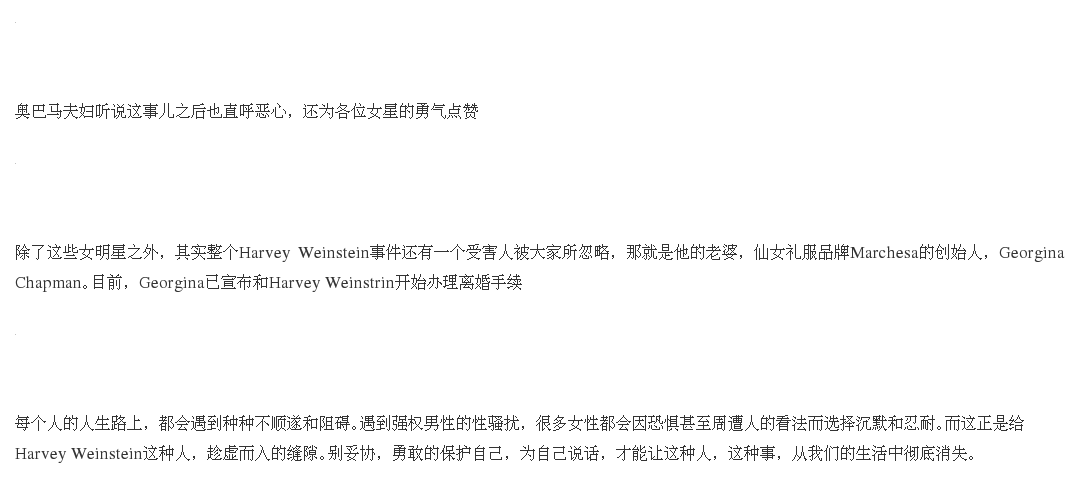 奥巴马夫妇听说这事儿之后也直呼恶心，还为各位女星的勇气点赞
除了这些女明星之外，其实整个Harvey Weinstein事件还有一个受害人被大家所忽略，那就是他的老婆，仙女礼服品牌Marchesa的创始人，Georgina
Chapman。目前，Georgina已宣布和Harvey Weinstrin开始办理离婚手续
每个人的人生路上，都会遇到种种不顺遂和阻碍。遇到强权男性的性骚扰，很多女性都会因恐惧甚至周遭人的看法而选择沉默和忍耐。而这正是给
Harvey Weinstein这种人，趁虚而入的缝隙。别妥协，勇敢的保护自己，为自己说话，才能让这种人，这种事，从我们的生活中彻底消失。